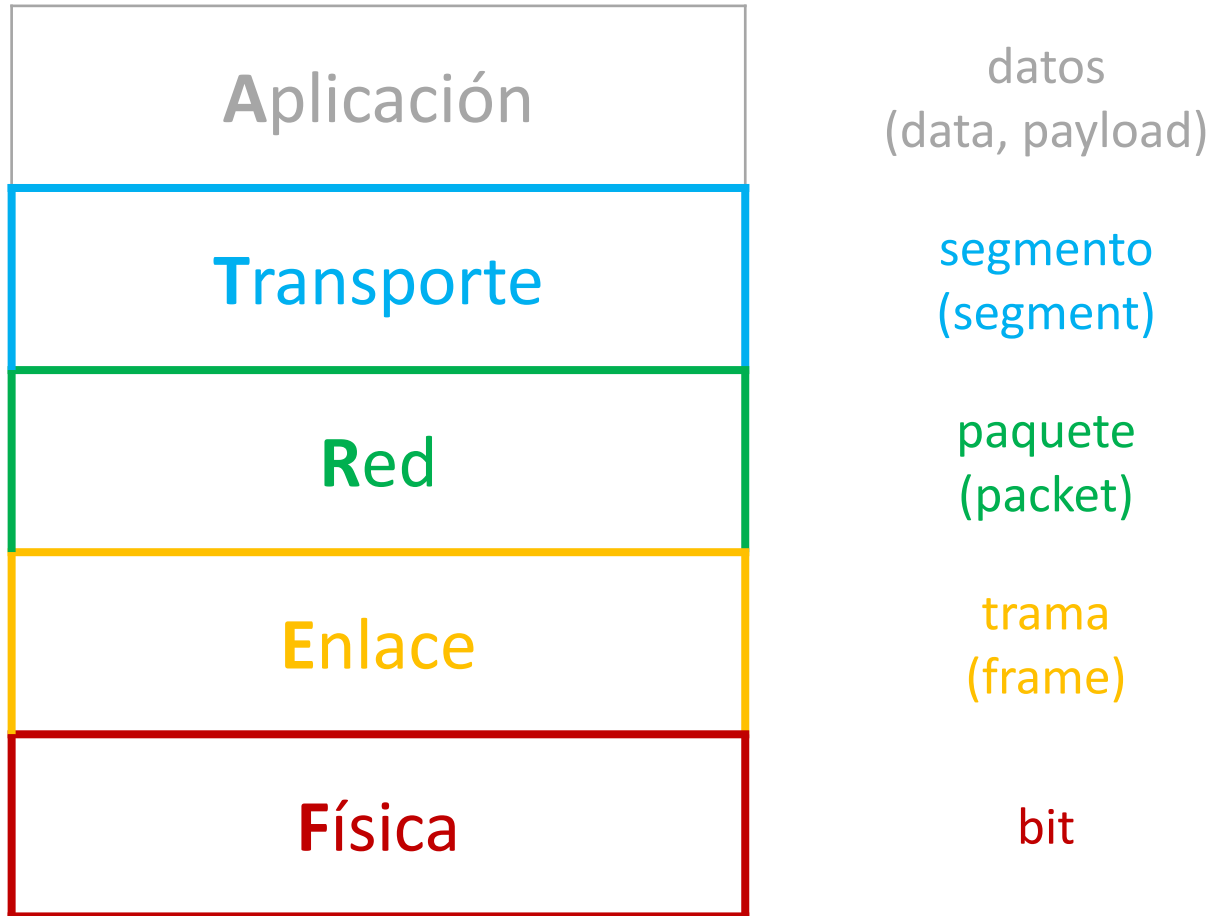 Aplicación
datos
(data, payload)
Transporte
segmento
(segment)
Red
paquete
(packet)
Enlace
trama
(frame)
Física
bit